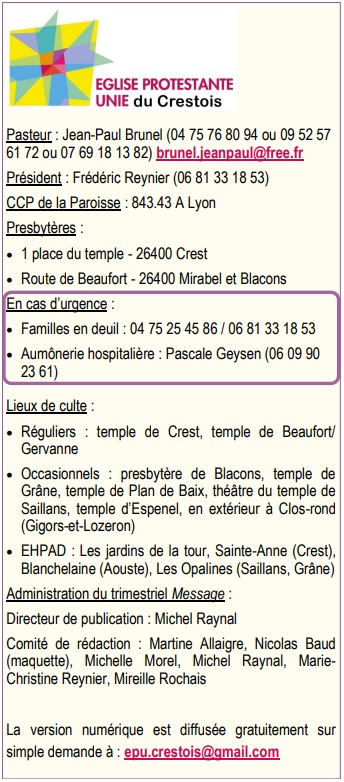 EGLISE PROTESTANTE
UNIE du Crestois
Pasteur : Jean-Paul Brunel (04 75 76 80 94 ou 09 52 57
61 72 ou 07 69 18 13 82) brunel.jeanpaul@free.fr
Président : Frédéric Reynier (06 81 33 18 53)
CCP de la Paroisse : 843.43 A Lyon
Presbytères :
• 1 place du temple - 26400 Crest
• Route de Beaufort - 26400 Mirabel et Blacons
En cas d'urgence :
• Familles en deuil : 04 75 25 45 86 / 06 81 33 18 53
• Aumônerie hospitalière : Pascale Geysen (06 09 90
23 61)
Lieux de culte :
• Réguliers : temple de Crest, temple de Beaufort/
Gervanne
• Occasionnels : presbytère de Blacons, temple de
Grâne, temple de Plan de Baix, théâtre du temple de
Saillans, temple d'Espenel, en extérieur à Clos-rond
(Gigors-et-Lozeron)
• EHPAD : Les jardins de la tour, Sainte-Anne (Crest),
Blanchelaine (Aouste), Les Opalines (Saillans, Grâne)
Administration du trimestriel Message :
Directeur de publication : Michel Raynal
Comité de rédaction : Martine Allaigre, Nicolas Baud
(maquette), Michelle Morel, Michel Raynal, Marie-
Christine Reynier, Mireille Rochais
La version numérique est diffusée gratuitement sur
simple demande à : epu.crestois@gmail.com